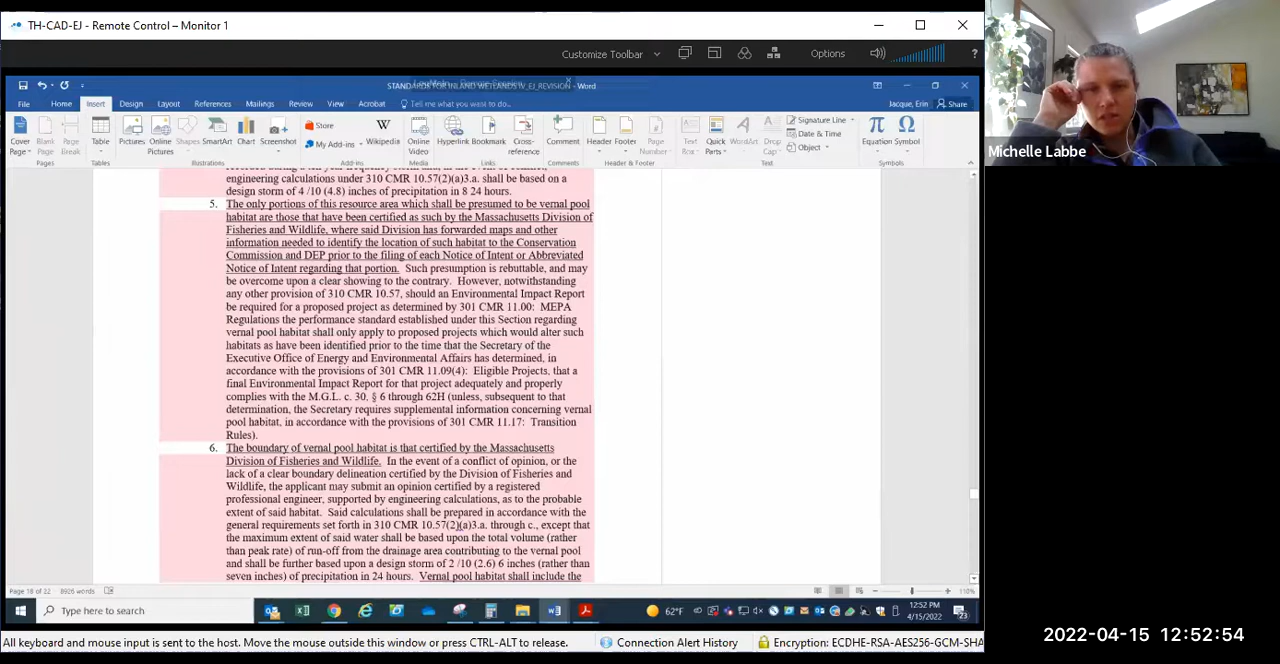 TH-CAD-EJ - Remote Control – Monitor 1
Customize Toolbar
Options
?
STANDARDS FOR INLAND WETLANDS IV_EJ_REVISION - Word
File Home Insert Design Layout References Mailings Review View Acrobat Tell me what you want to do... Jacque, Erin Share
Cover Page Blank Page Page Break Table Pictures Online Pictures Shapes SmartArt Chart Screenshot Store My Add-ins Wikipedia Online Video Hyperlink Bookmark Cross-reference Comment Header Footer Page Number Text Box Quick Parts WordArt Drop Cap Signature Line Date & Time Object Equation Symbol
Pages Tables Illustrations Add-ins Media Links Comments Header & Footer Text Symbols
engineering calculations under 310 CMR 10.57(2)(a)3.a. shall be based on a
design storm of 4 /10 (4.8) inches of precipitation in 8 24 hours.
5. The only portions of this resource area which shall be presumed to be vernal pool
habitat are those that have been certified as such by the Massachusetts Division of
Fisheries and Wildlife, where said Division has forwarded maps and other
information needed to identify the location of such habitat to the Conservation
Commission and DEP prior to the filing of each Notice of Intent or Abbreviated
Notice of Intent regarding that portion. Such presumption is rebuttable, and may
be overcome upon a clear showing to the contrary. However, notwithstanding
any other provision of 310 CMR 10.57, should an Environmental Impact Report
be required for a proposed project as determined by 301 CMR 11.00: MEPA
Regulations the performance standard established under this Section regarding
vernal pool habitat shall only apply to proposed projects which would alter such
habitats as have been identified prior to the time that the Secretary of the
Executive Office of Energy and Environmental Affairs has determined, in
accordance with the provisions of 301 CMR 11.09(4): Eligible Projects, that a
final Environmental Impact Report for that project adequately and properly
complies with the M.G.L. c. 30, § 6 through 62H (unless, subsequent to that
determination, the Secretary requires supplemental information concerning vernal
pool habitat, in accordance with the provisions of 301 CMR 11.17: Transition
Rules).
6. The boundary of vernal pool habitat is that certified by the Massachusetts
Division of Fisheries and Wildlife. In the event of a conflict of opinion, or the
lack of a clear boundary delineation certified by the Division of Fisheries and
Wildlife, the applicant may submit an opinion certified by a registered
professional engineer, supported by engineering calculations, as to the probable
extent of said habitat. Said calculations shall be prepared in accordance with the
general requirements set forth in 310 CMR 10.57(2)(a)3.a. through c., except that
the maximum extent of said water shall be based upon the total volume (rather
than peak rate) of run-off from the drainage area contributing to the vernal pool
and shall be further based upon a design storm of 2 /10 (2.6) 6 inches (rather than
seven inches) of precipitation in 24 hours. Vernal pool habitat shall include the
Page 18 of 22 8926 words 110%
Type here to search
62°F
12:52 PM
4/15/2022
23
All keyboard and mouse input is sent to the host. Move the mouse outside this window or press CTRL-ALT to release. Connection Alert History Encryption: ECDHE-RSA-AES256-GCM-SHA
Michelle Labbe
2022-04-15 12:52:54